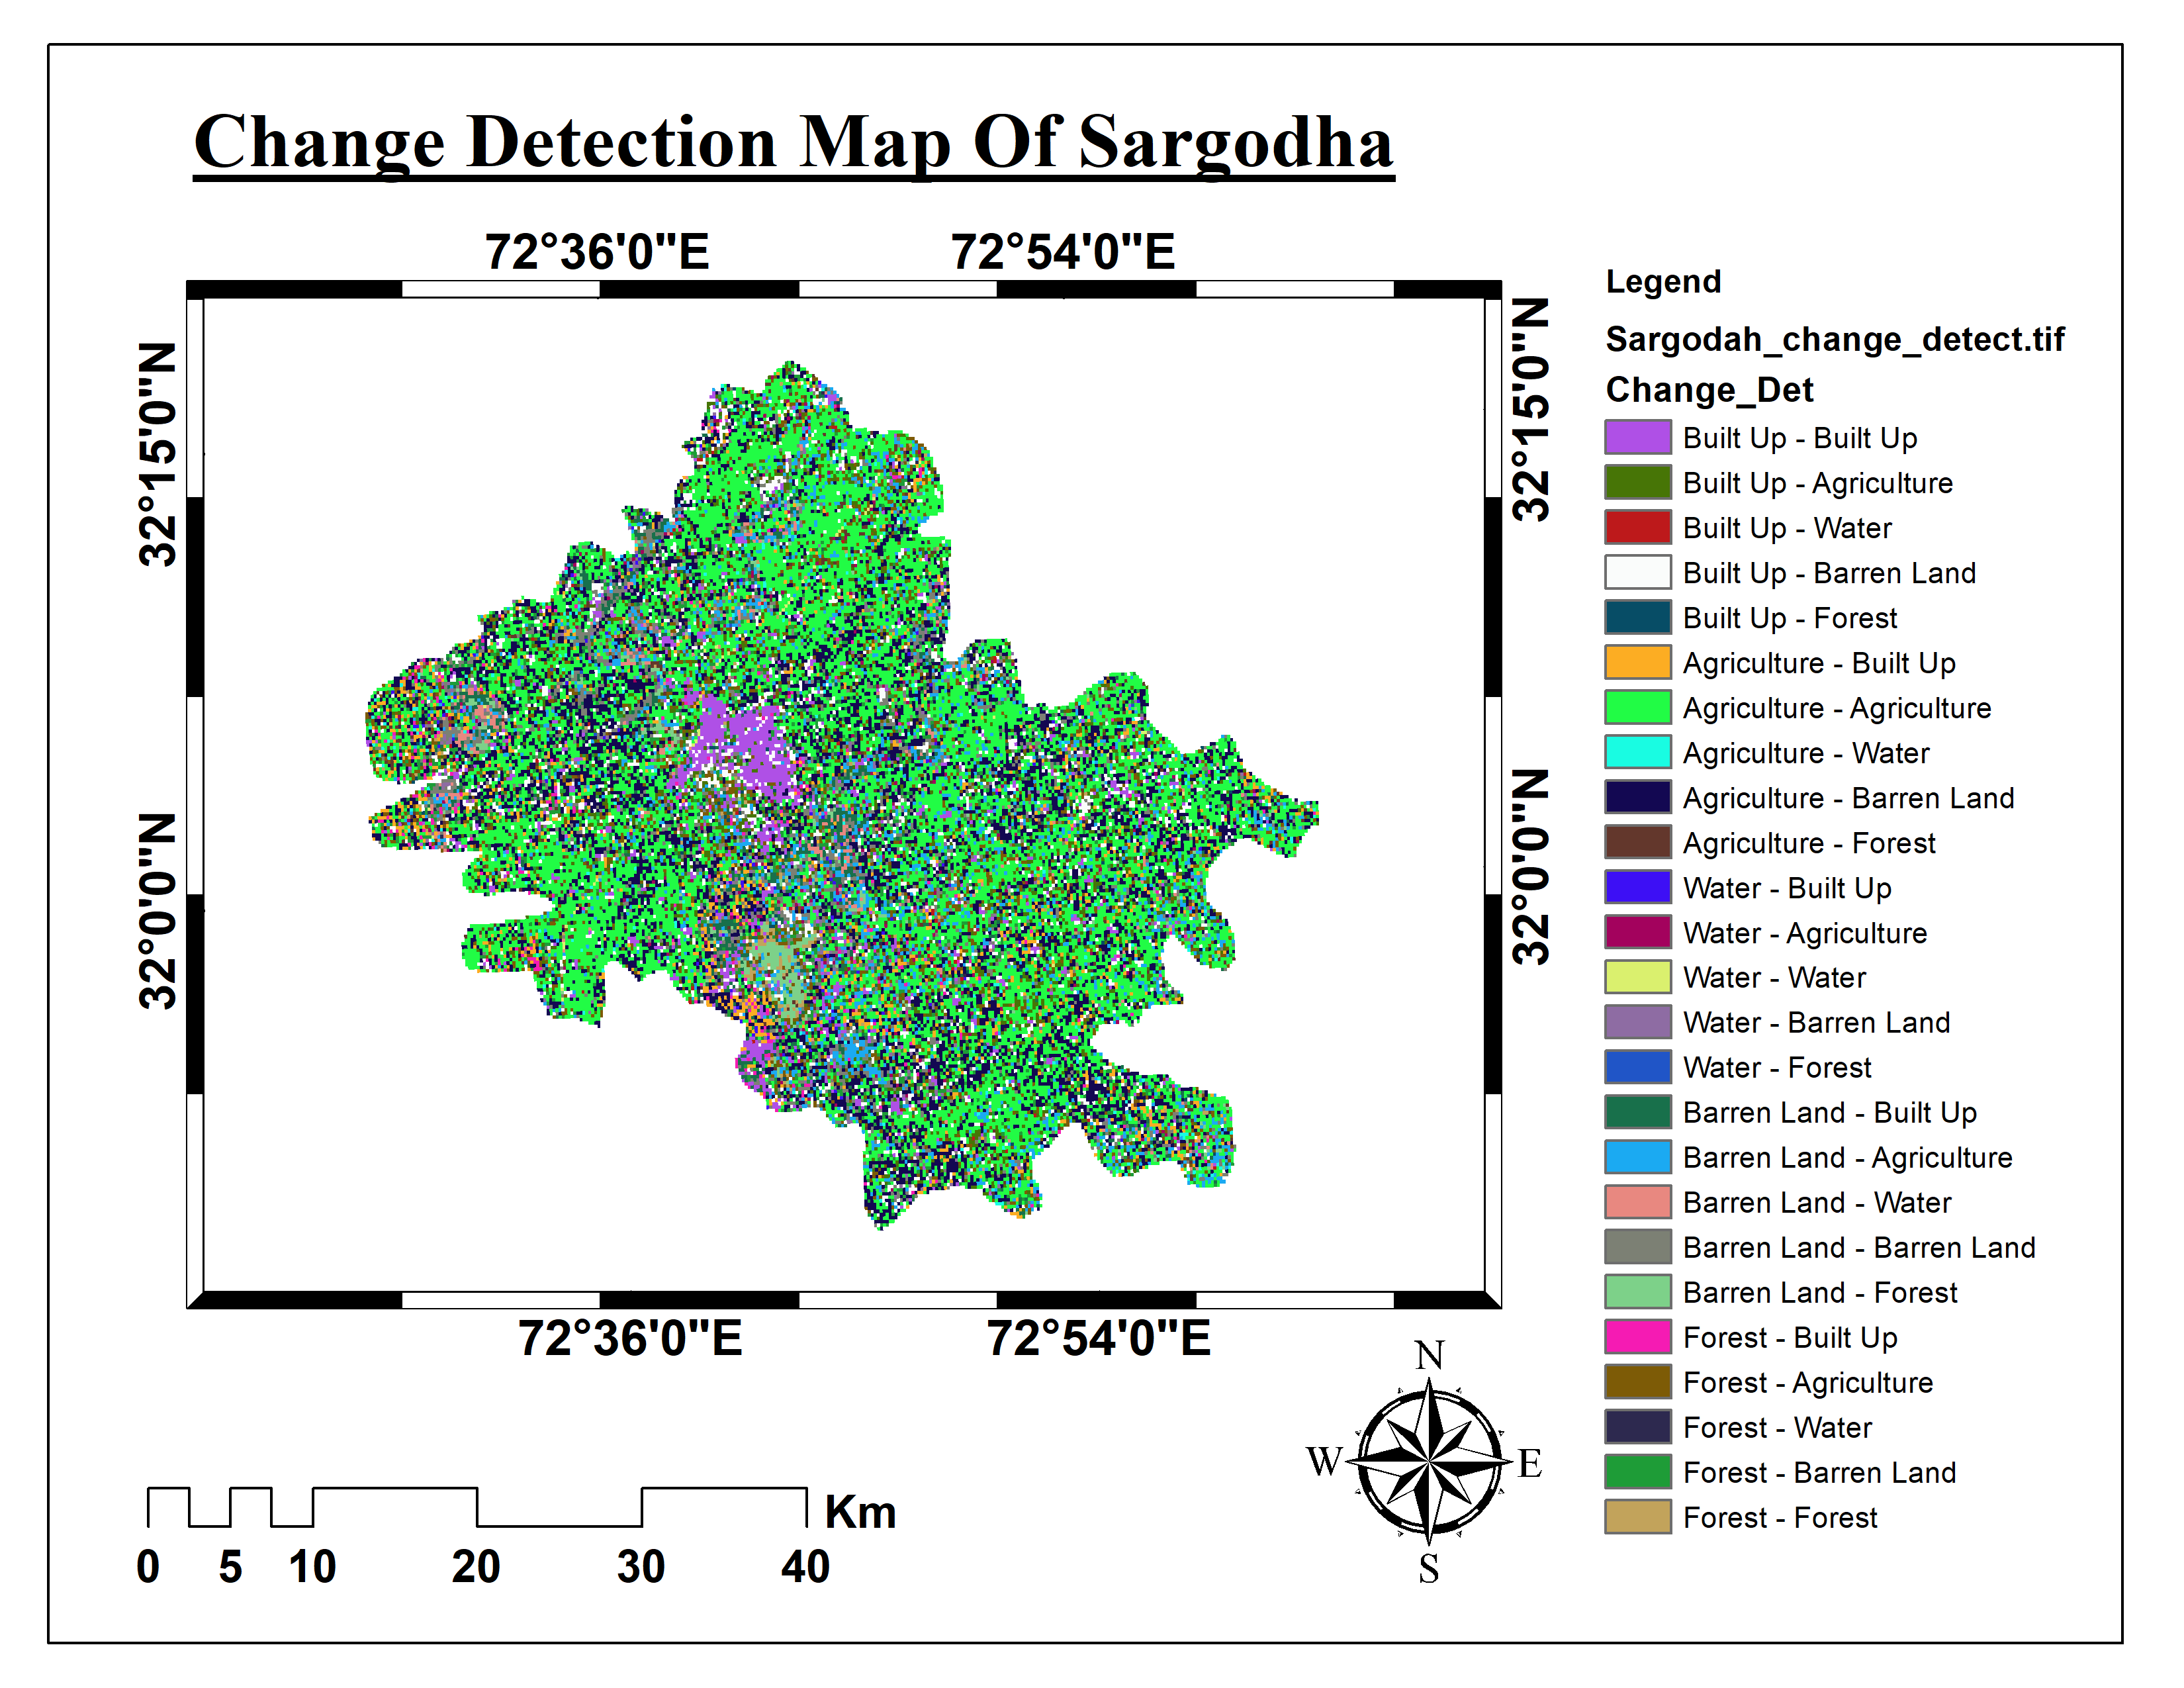 Change Detection Map Of Sargodha
72°36'0"E
72°54'0"E
32°15'0"N
32°0'0"N
32°15'0"N
32°0'0"N
72°36'0"E
72°54'0"E
Legend
Sargodah_change_detect.tif
Change_Det
Built Up - Built Up
Built Up - Agriculture
Built Up - Water
Built Up - Barren Land
Built Up - Forest
Agriculture - Built Up
Agriculture - Agriculture
Agriculture - Water
Agriculture - Barren Land
Agriculture - Forest
Water - Built Up
Water - Agriculture
Water - Water
Water - Barren Land
Water - Forest
Barren Land - Built Up
Barren Land - Agriculture
Barren Land - Water
Barren Land - Barren Land
Barren Land - Forest
Forest - Built Up
Forest - Agriculture
Forest - Water
Forest - Barren Land
Forest - Forest
N
W
E
S
Km
0 5 10 20 30 40